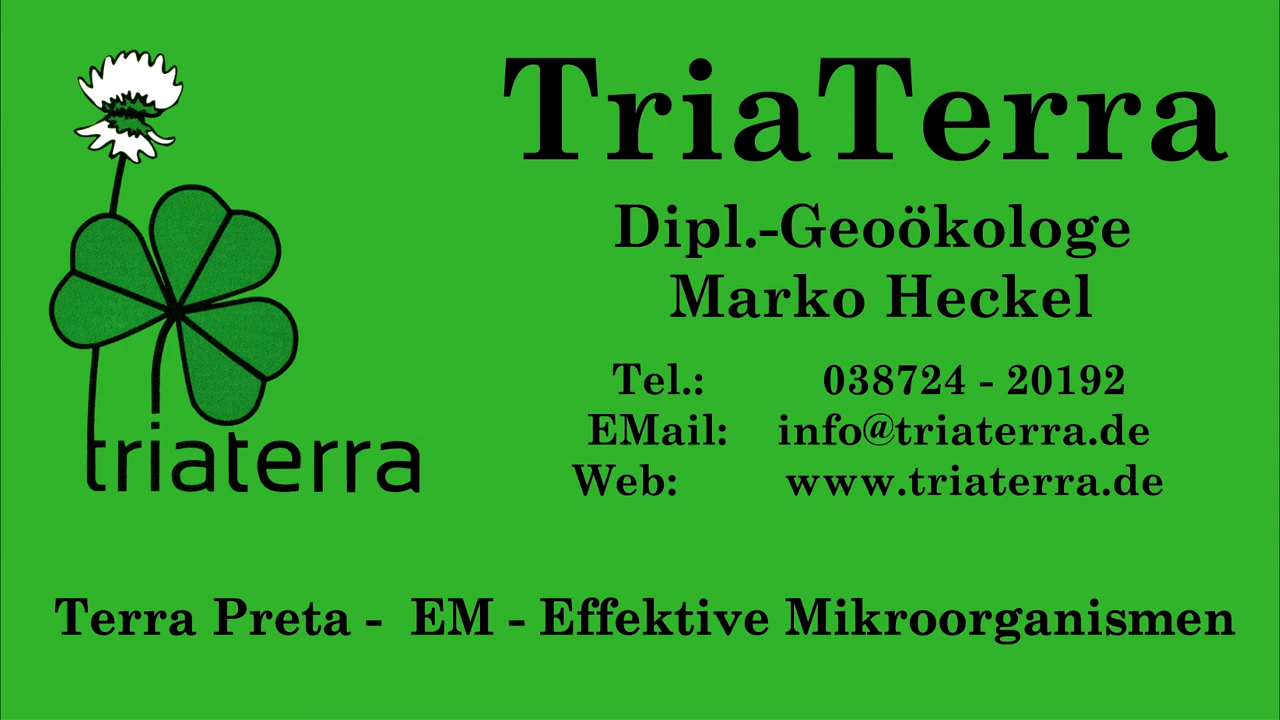 TriaTerra
Dipl.-Geoökologe
Marko Heckel
Tel.: 038724 - 20192
EMail: info@triaterra.de
Web: www.triaterra.de
triaterra
Terra Preta - EM - Effektive Mikroorganismen